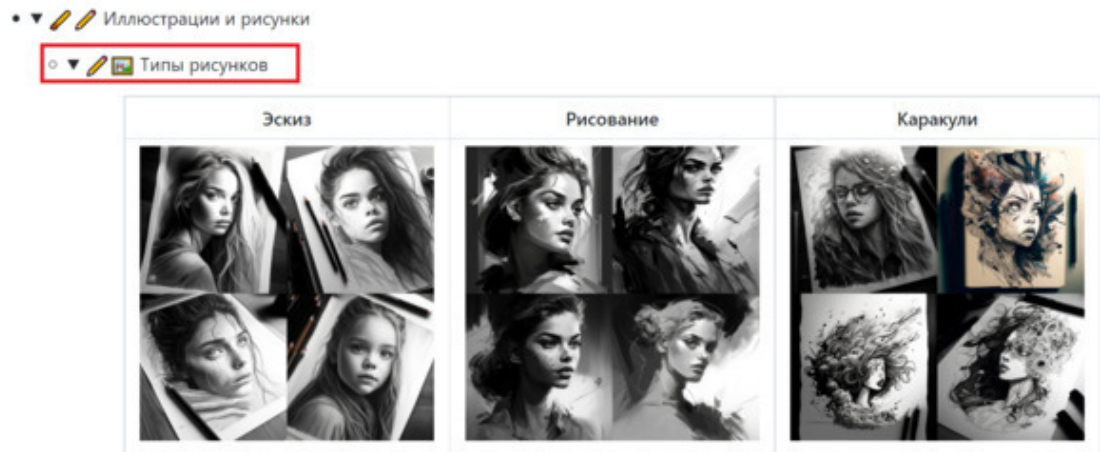 Иллюстрации и рисунки
Типы рисунков
Эскиз Рисование Каракули